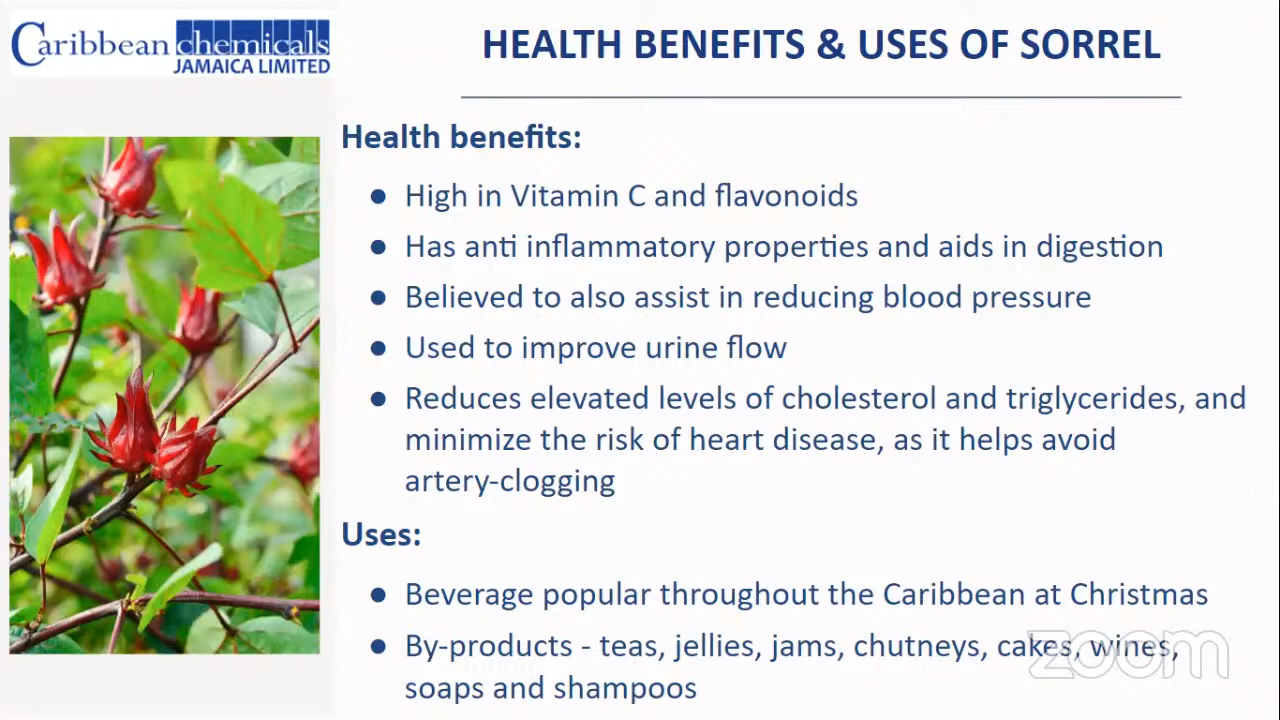 Caribbean chemicals
JAMAICA LIMITED
HEALTH BENEFITS & USES OF SORREL
Health benefits:
● High in Vitamin C and flavonoids
● Has anti inflammatory properties and aids in digestion
● Believed to also assist in reducing blood pressure
● Used to improve urine flow
● Reduces elevated levels of cholesterol and triglycerides, and
minimize the risk of heart disease, as it helps avoid
artery-clogging
Uses:
● Beverage popular throughout the Caribbean at Christmas
● By-products - teas, jellies, jams, chutneys, cakes, wines,
soaps and shampoos
zoom